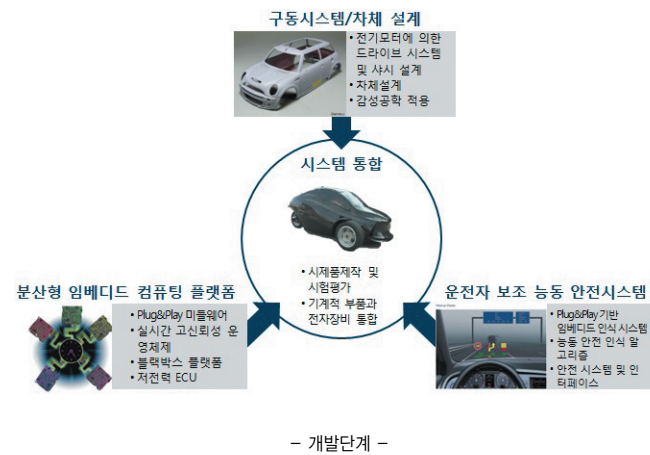 구동시스템/차체 설계
• 전기모터에 의한
드라이브 시스템
및 샤시 설계
• 차체설계
• 감성공학 적용
시스템 통합
• 시제품제작 및
시험평가
• 기계적 부품과
전자장비 통합
분산형 임베디드 컴퓨팅 플랫폼
• Plug&Play 미들웨어
• 실시간 고신뢰성 운
영체제
• 블랙박스 플랫폼
• 저전력 ECU
운전자 보조 능동 안전시스템
• Plug&Play기반
임베디드 인식 시스템
• 능동 안전 인식 알
고리즘
• 안전 시스템 및 인
터페이스
– 개발단계 –